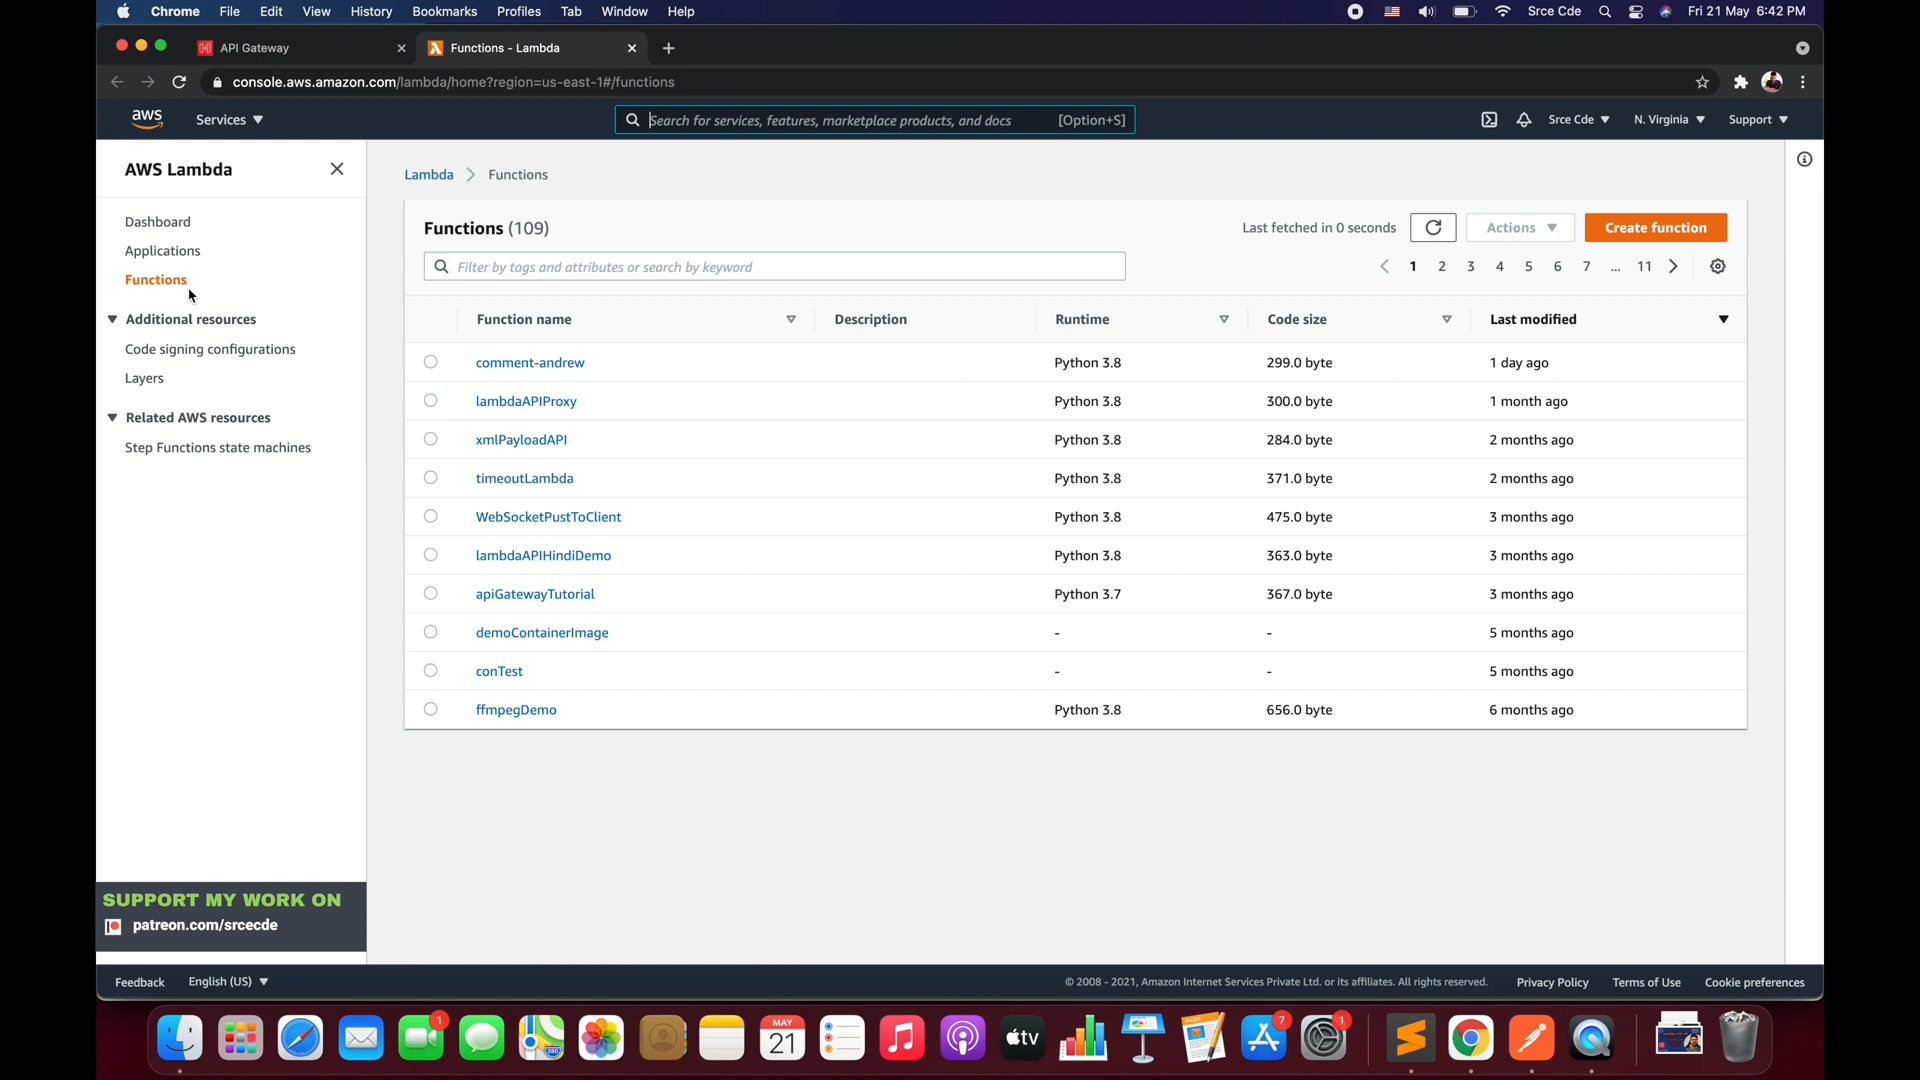 Chrome File Edit View History Bookmarks Profiles Tab Window Help Srce Cde Fri 21 May 6:42 PM
API Gateway Functions - Lambda
console.aws.amazon.com/lambda/home?region=us-east-1#/functions
aws Services Search for services, features, marketplace products, and docs [Option+S] Srce Cde N. Virginia Support
AWS Lambda
Dashboard
Applications
Functions
Additional resources
Code signing configurations
Layers
Related AWS resources
Step Functions state machines
Lambda Functions
Functions (109) Last fetched in 0 seconds Actions Create function
Filter by tags and attributes or search by keyword 1 2 3 4 5 6 7 ... 11
Function name Description Runtime Code size Last modified
comment-andrew Python 3.8 299.0 byte 1 day ago
lambdaAPIProxy Python 3.8 300.0 byte 1 month ago
xmlPayloadAPI Python 3.8 284.0 byte 2 months ago
timeoutLambda Python 3.8 371.0 byte 2 months ago
WebSocketPustToClient Python 3.8 475.0 byte 3 months ago
lambdaAPIHindiDemo Python 3.8 363.0 byte 3 months ago
apiGatewayTutorial Python 3.7 367.0 byte 3 months ago
demoContainerImage - - 5 months ago
conTest - - 5 months ago
ffmpegDemo Python 3.8 656.0 byte 6 months ago
SUPPORT MY WORK ON
patreon.com/srcecde
Feedback English (US) © 2008 - 2021, Amazon Internet Services Private Ltd. or its affiliates. All rights reserved. Privacy Policy Terms of Use Cookie preferences
1 280 MAY 21 tv 7 1